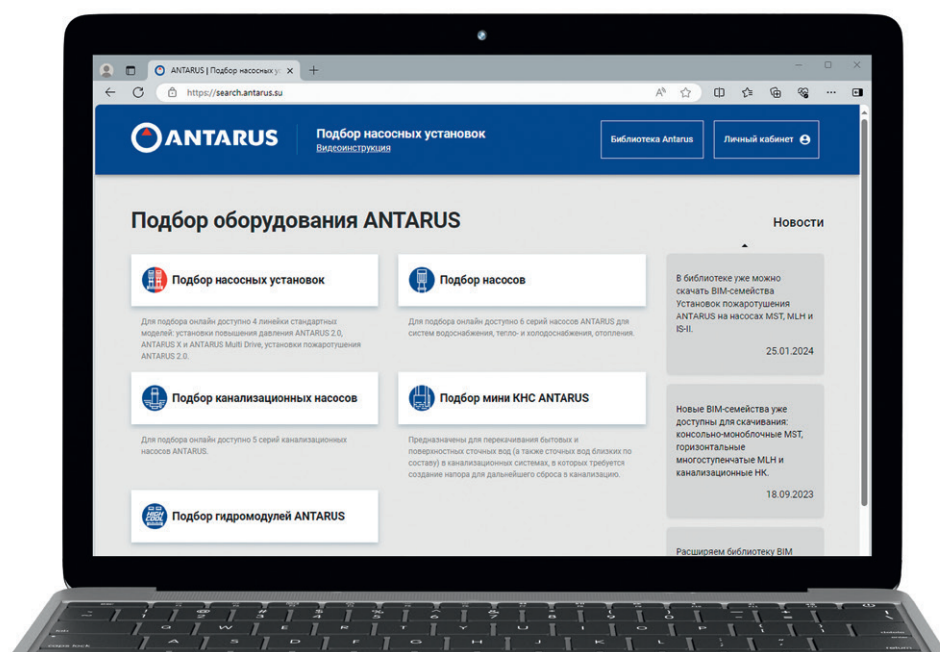 ANTARUS | Подбор насосных у
https://search.antarus.su
ANTARUS
Подбор насосных установок
Видеоинструкция
Библиотека Antarus
Личный кабинет
Подбор оборудования ANTARUS
Новости
Подбор насосных установок
Для подбора онлайн доступно 4 линейки стандартных
моделей: установки повышения давления ANTARUS 2.0,
ANTARUS X и ANTARUS Multi Drive, установки пожаротушения
ANTARUS 2.0.
Подбор насосов
Для подбора онлайн доступно 6 серий насосов ANTARUS для
систем водоснабжения, тепло- и холодоснабжения, отопления.
Подбор канализационных насосов
Для подбора онлайн доступно 5 серий канализационных
насосов ANTARUS.
Подбор мини КНС ANTARUS
Предназначены для перекачивания бытовых и
поверхностных сточных вод (а также сточных вод близких по
составу) в канализационных системах, в которых требуется
создание напора для дальнейшего сброса в канализацию.
HIGH
COOL
Подбор гидромодулей ANTARUS
В библиотеке уже можно
скачать BIM-семейства
Установок пожаротушения
ANTARUS на насосах MST, MLH и
IS-II.
25.01.2024
Новые BIM-семейства уже
доступны для скачивания:
консольно-моноблочные MST,
горизонтальные
многоступенчатые MLH и
канализационные НК.
18.09.2023
Расширяем библиотеку BIM
Q W E R T Y U I O P
A S D F G H J K L
return